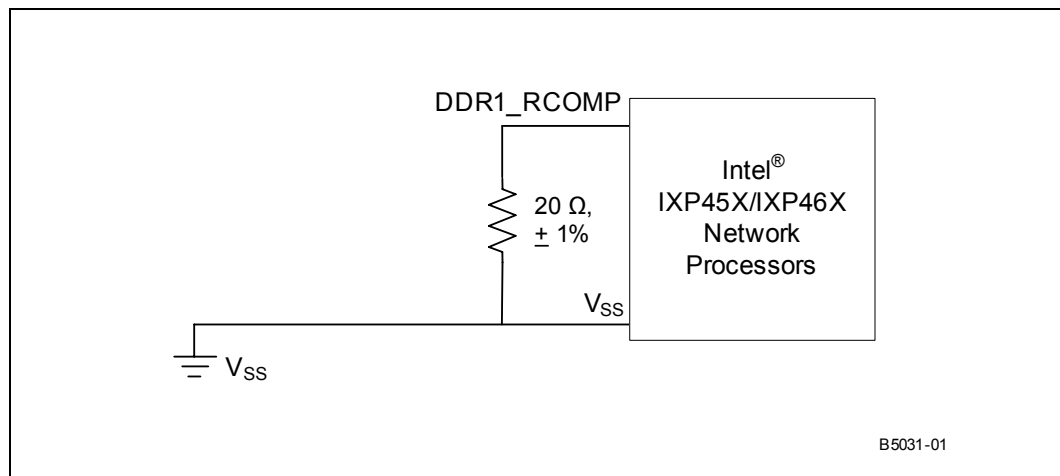 DDR1_RCOMP
Intel®
IXP45X/IXP46X
Network
Processors
20 Ω,
± 1%
VSS
VSS
B5031-01